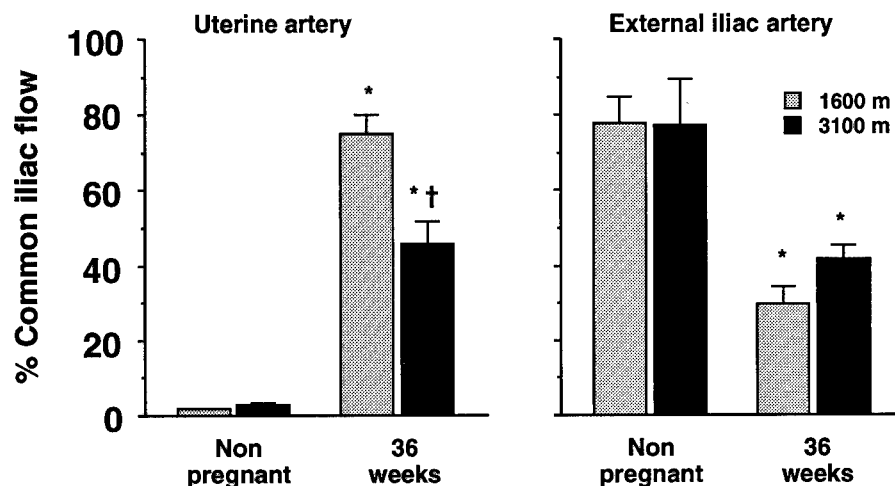 Uterine artery
External iliac artery
% Common iliac flow
100
80
60
40
20
0
*
* †
*
*
1600 m
3100 m
Non
pregnant
36
weeks
Non
pregnant
36
weeks